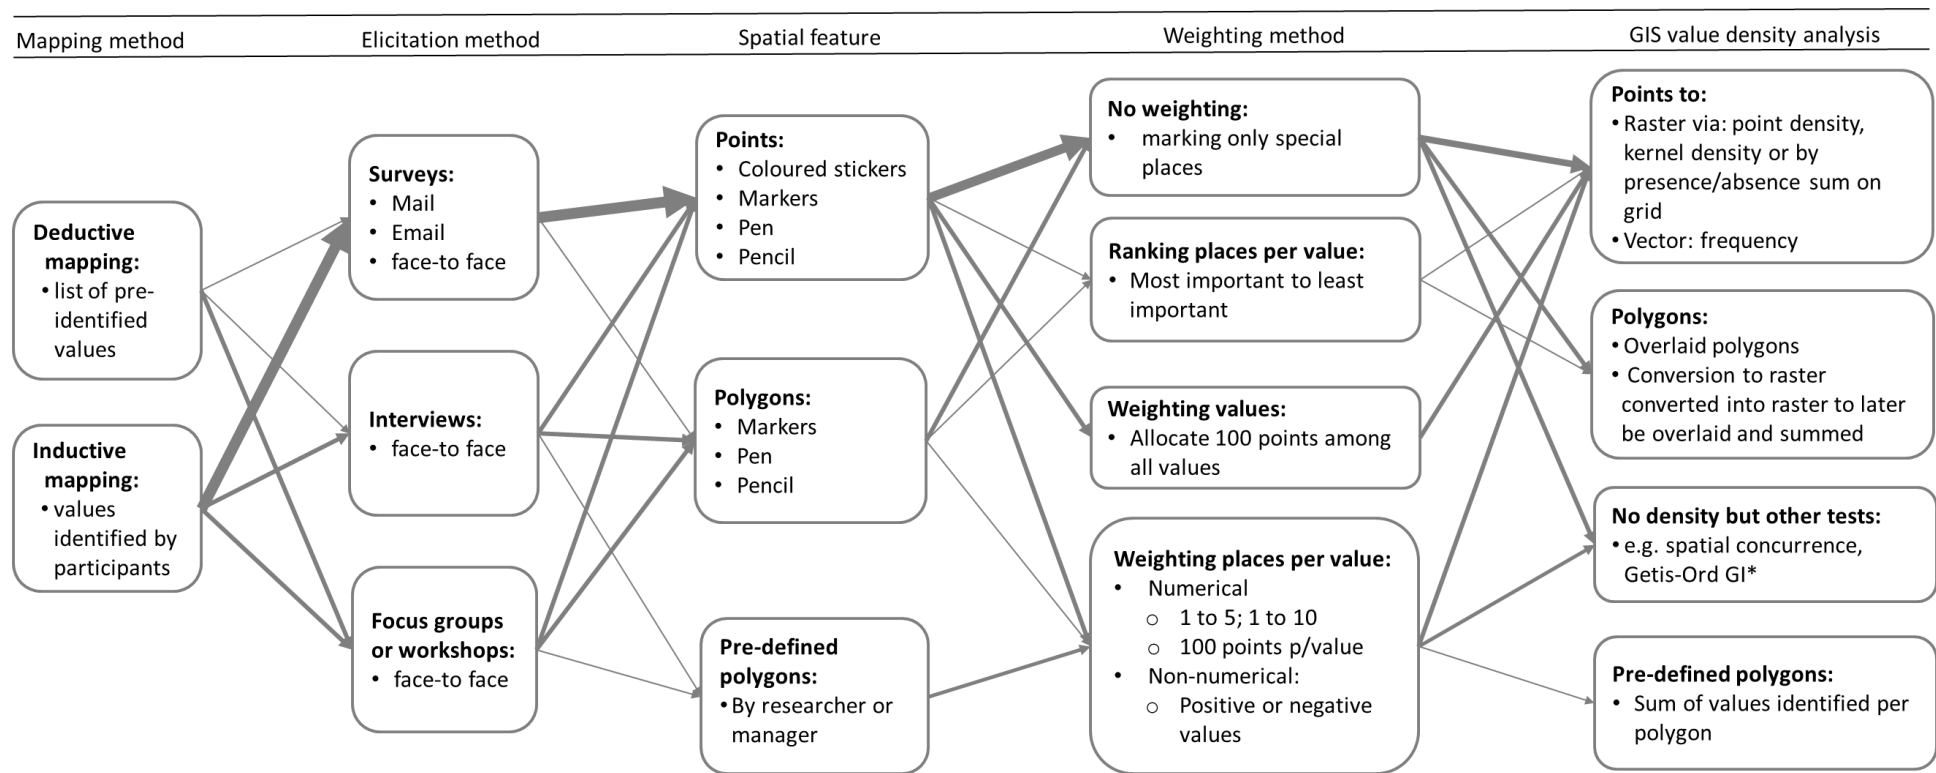 Mapping method
Elicitation method
Spatial feature
Weighting method
GIS value density analysis
Deductive
mapping:
• list of pre-
identified
values
Inductive
mapping:
• values
identified by
participants
Surveys:
• Mail
• Email
• face-to face
Interviews:
• face-to face
Focus groups
or workshops:
• face-to face
Points:
• Coloured stickers
• Markers
• Pen
• Pencil
Polygons:
• Markers
• Pen
• Pencil
Pre-defined
polygons:
• By researcher or
manager
No weighting:
• marking only special
places
Ranking places per value:
• Most important to least
important
Weighting values:
• Allocate 100 points among
all values
Weighting places per value:
• Numerical
o 1 to 5; 1 to 10
o 100 points p/value
• Non-numerical:
o Positive or negative
values
Points to:
• Raster via: point density,
kernel density or by
presence/absence sum on
grid
• Vector: frequency
Polygons:
• Overlaid polygons
• Conversion to raster
converted into raster to later
be overlaid and summed
No density but other tests:
• e.g. spatial concurrence,
Getis-Ord GI*
Pre-defined polygons:
• Sum of values identified per
polygon